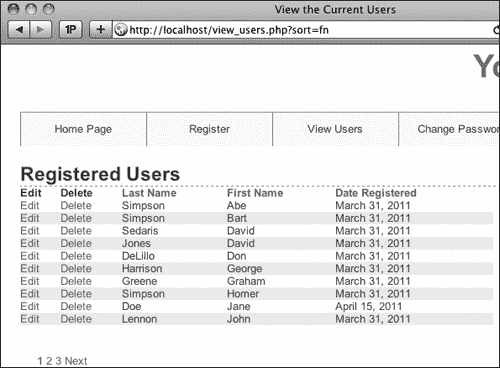 View the Current Users
1P
+
http://localhost/view_users.php?sort=fn
Yo
Home Page Register View Users Change Passwor
Registered Users
Edit Delete Last Name First Name Date Registered
Edit Delete Simpson Abe March 31, 2011
Edit Delete Simpson Bart March 31, 2011
Edit Delete Sedaris David March 31, 2011
Edit Delete Jones David March 31, 2011
Edit Delete DeLillo Don March 31, 2011
Edit Delete Harrison George March 31, 2011
Edit Delete Greene Graham March 31, 2011
Edit Delete Simpson Homer March 31, 2011
Edit Delete Doe Jane April 15, 2011
Edit Delete Lennon John March 31, 2011
1 2 3 Next